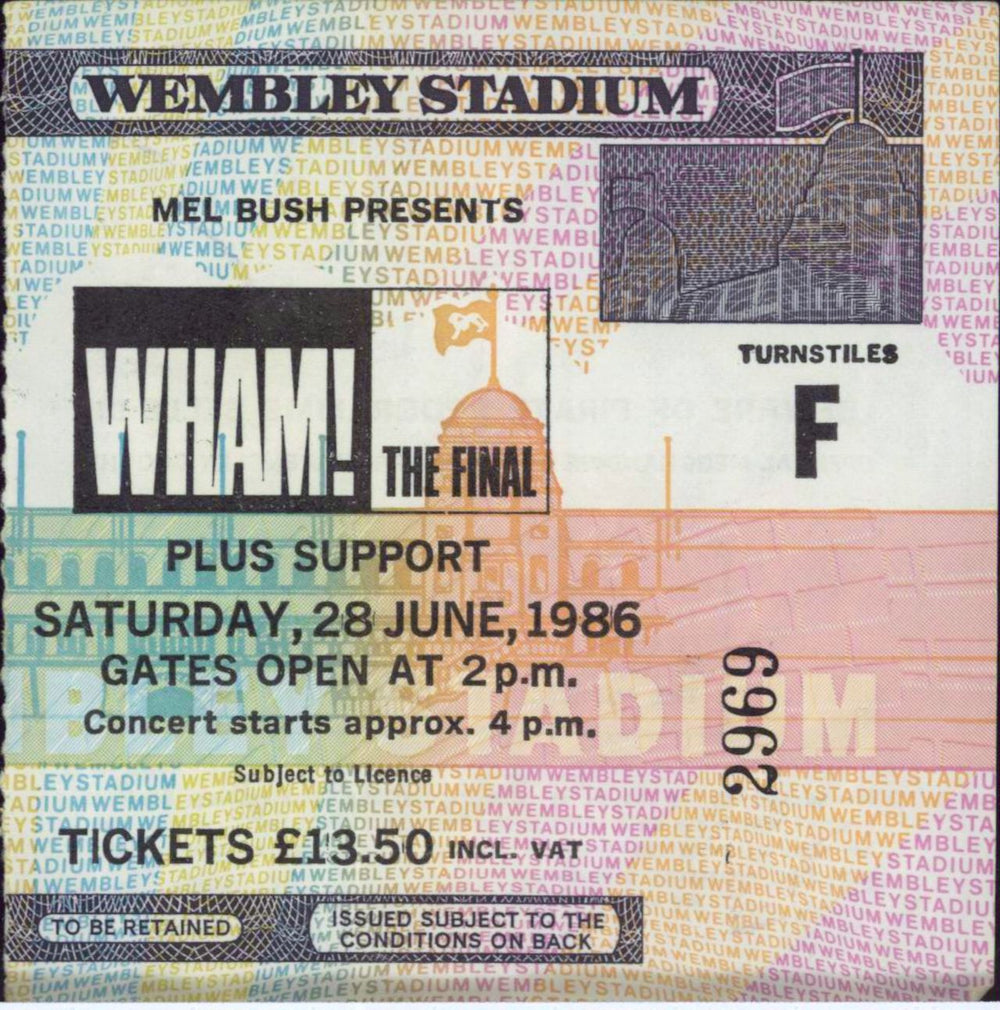 WEMBLEY STADIUM
MEL BUSH PRESENTS
WHAM!
THE FINAL
TURNSTILES
F
PLUS SUPPORT
SATURDAY, 28 JUNE, 1986
GATES OPEN AT 2 p.m.
Concert starts approx. 4 p.m.
Subject to Licence
TICKETS £13.50 INCL. VAT
2969
TO BE RETAINED
ISSUED SUBJECT TO THE
CONDITIONS ON BACK